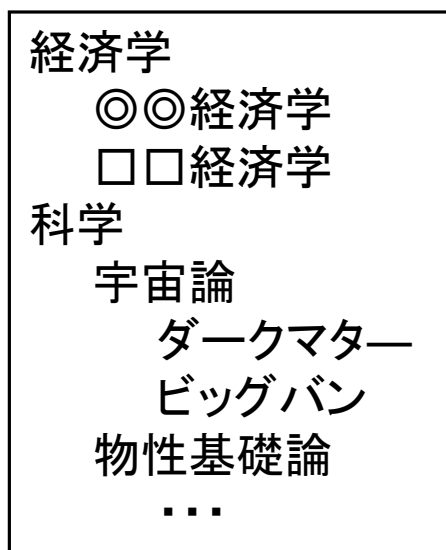 経済学
◎◎経済学
□□経済学
科学
宇宙論
ダークマター
ビッグバン
物性基礎論
・・・